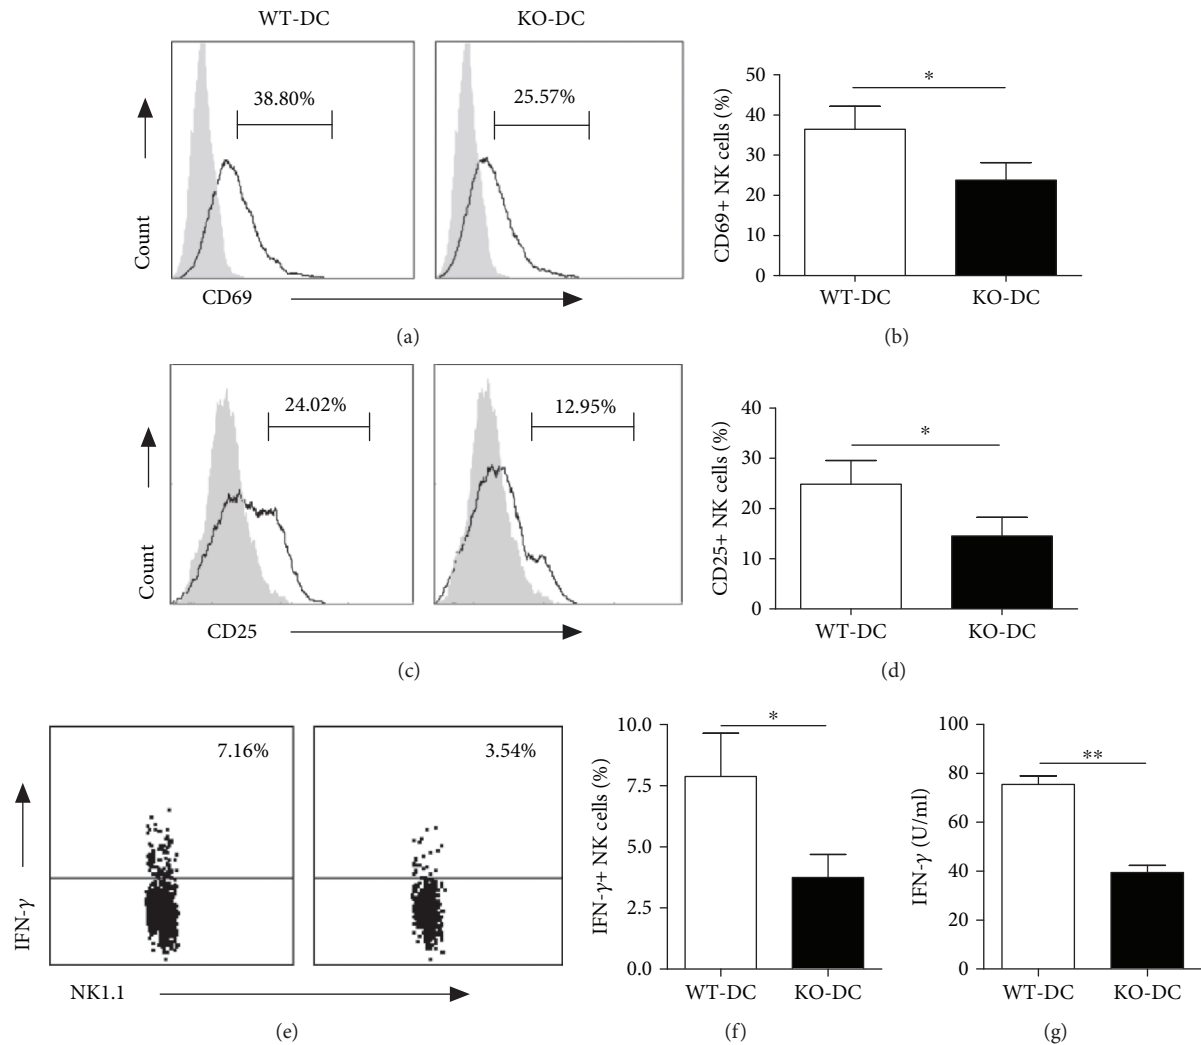 WT-DC
KO-DC
Count
38.80%
25.57%
CD69
(a)
CD69+ NK cells (%)
50
40
30
20
10
0
*
WT-DC
KO-DC
(b)
Count
24.02%
12.95%
CD25
(c)
CD25+ NK cells (%)
40
30
20
10
0
*
WT-DC
KO-DC
(d)
IFN-γ
7.16%
3.54%
NK1.1
(e)
IFN-γ+ NK cells (%)
10.0
7.5
5.0
2.5
0.0
*
WT-DC
KO-DC
(f)
IFN-γ (U/ml)
100
80
60
40
20
0
**
WT-DC
KO-DC
(g)